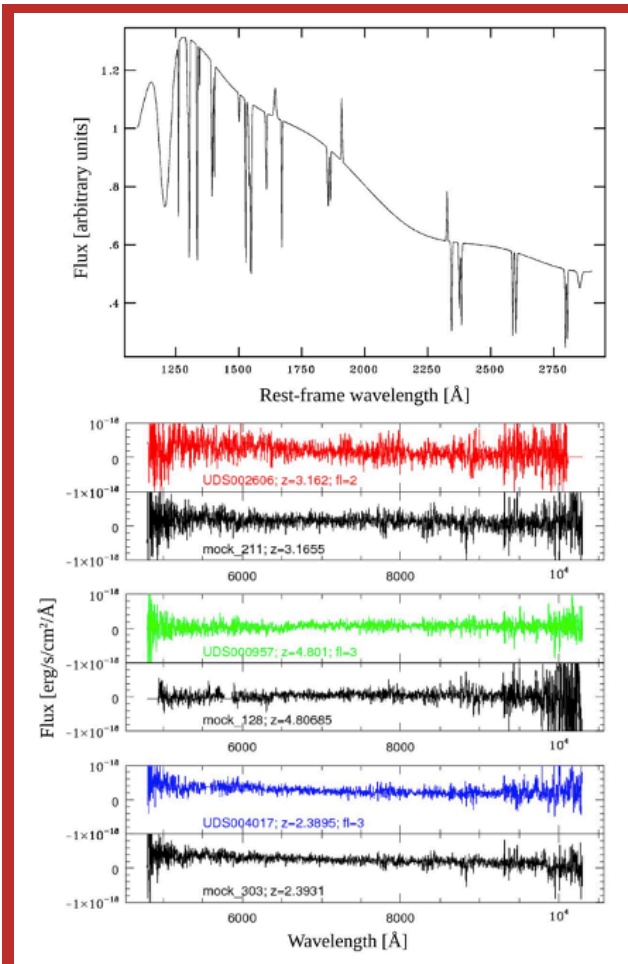 1.2
1
.8
.6
.4
Flux [arbitrary units]
1250 1500 1750 2000 2250 2500 2750
Rest-frame wavelength [Å]
10⁻¹⁸
0
UDS002606; z=3.162; fl=2
-1×10⁻¹⁸
0
mock_211; z=3.1655
-1×10⁻¹⁸
6000 8000 10⁴
10⁻¹⁸
0
UDS000957; z=4.801; fl=3
-1×10⁻¹⁸
0
mock_128; z=4.80685
-1×10⁻¹⁸
6000 8000 10⁴
Flux [erg/s/cm²/Å]
10⁻¹⁸
0
UDS004017; z=2.3895; fl=3
-1×10⁻¹⁸
0
mock_303; z=2.3931
-1×10⁻¹⁸
6000 8000 10⁴
Wavelength [Å]